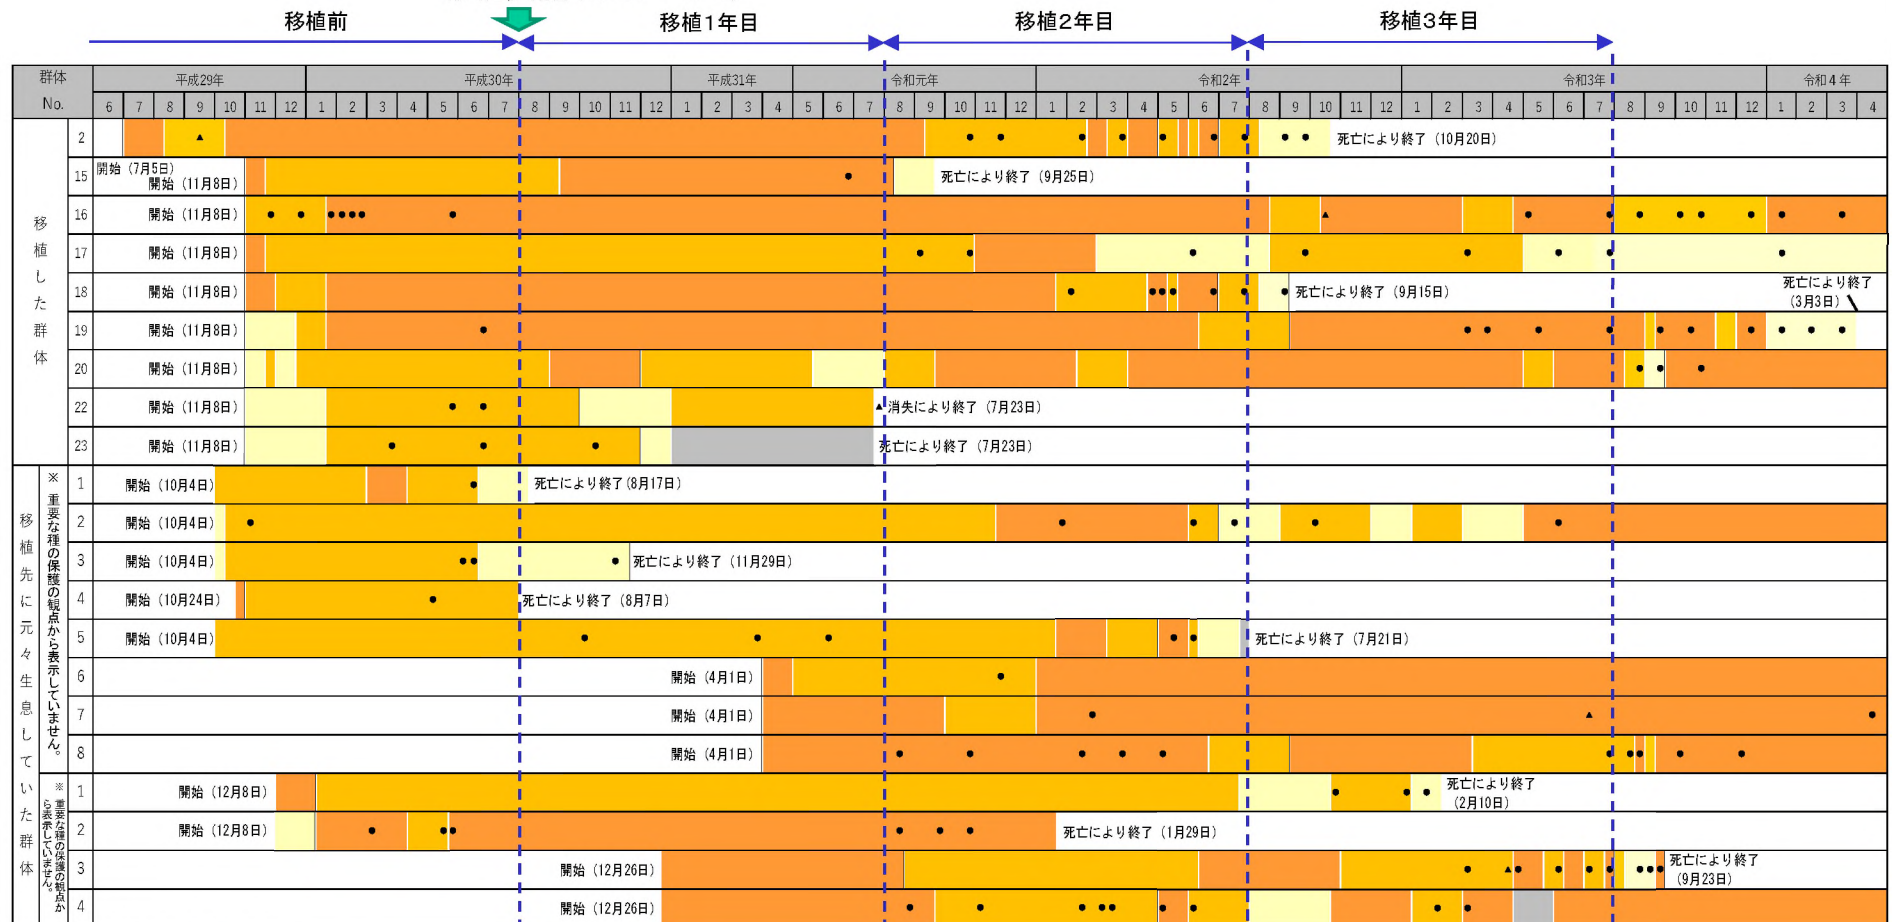 移植前
移植1年目
移植2年目
移植3年目
群体
No.
平成29年
平成30年
平成31年
令和元年
令和2年
令和3年
令和４年
6 7 8 9 10 11 12 1 2 3 4 5 6 7 8 9 10 11 12 1 2 3 4 5 6 7 8 9 10 11 12 1 2 3 4 5 6 7 8 9 10 11 12 1 2 3 4 5 6 7 8 9 10 11 12 1 2 3 4
移植した群体
2
死亡により終了（10月20日）
開始（7月5日）
15
開始（11月8日）
死亡により終了（9月25日）
16
開始（11月8日）
17
開始（11月8日）
18
開始（11月8日）
死亡により終了（9月15日）
死亡により終了
（3月3日）
19
開始（11月8日）
20
開始（11月8日）
22
開始（11月8日）
消失により終了（7月23日）
23
開始（11月8日）
死亡により終了（7月23日）
移植先に元々生息していた群体
※重要な種の保護の観点から表示していません。
1
開始（10月4日）
死亡により終了（8月17日）
2
開始（10月4日）
3
開始（10月4日）
死亡により終了（11月29日）
4
開始（10月24日）
死亡により終了（8月7日）
5
開始（10月4日）
死亡により終了（7月21日）
6
開始（4月1日）
7
開始（4月1日）
8
開始（4月1日）
※重要な種の保護の観点か
ら表示していません。
1
開始（12月8日）
死亡により終了
（2月10日）
2
開始（12月8日）
死亡により終了（1月29日）
3
開始（12月26日）
死亡により終了
（9月23日）
4
開始（12月26日）